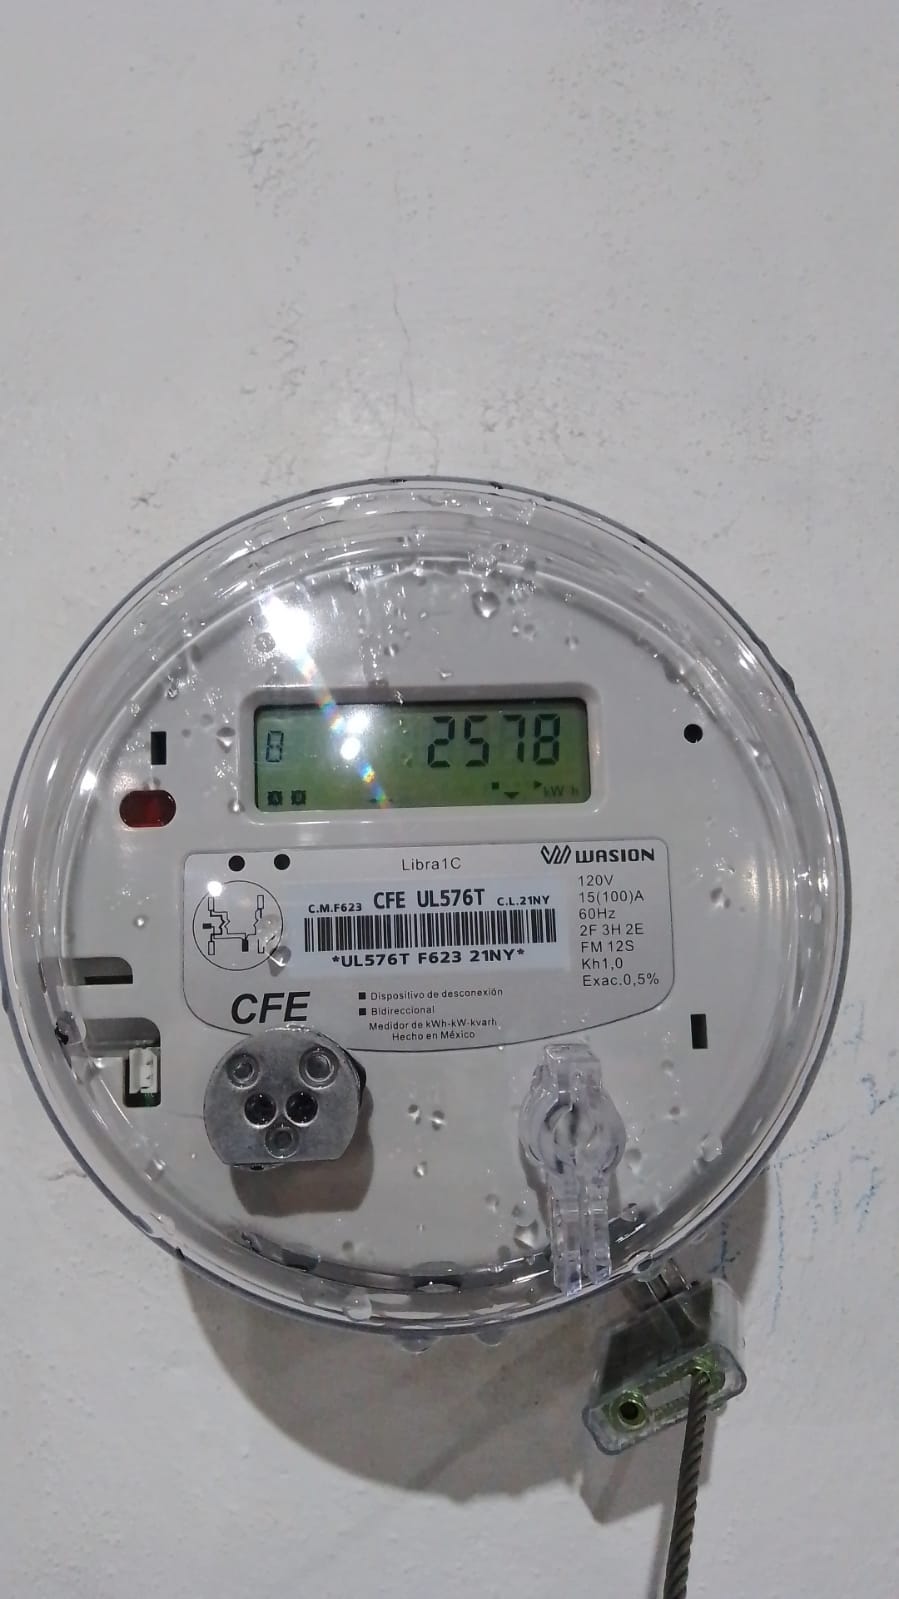 8 2578
kW h
Libra1C
WASION
C.M.F623 CFE UL576T C.L.21NY
*UL576T F623 21NY*
120V
15(100)A
60Hz
2F 3H 2E
FM 12S
Kh1,0
Exac.0,5%
CFE
Dispositivo de desconexión
Bidireccional
Medidor de kWh-kW-kvarh
Hecho en México